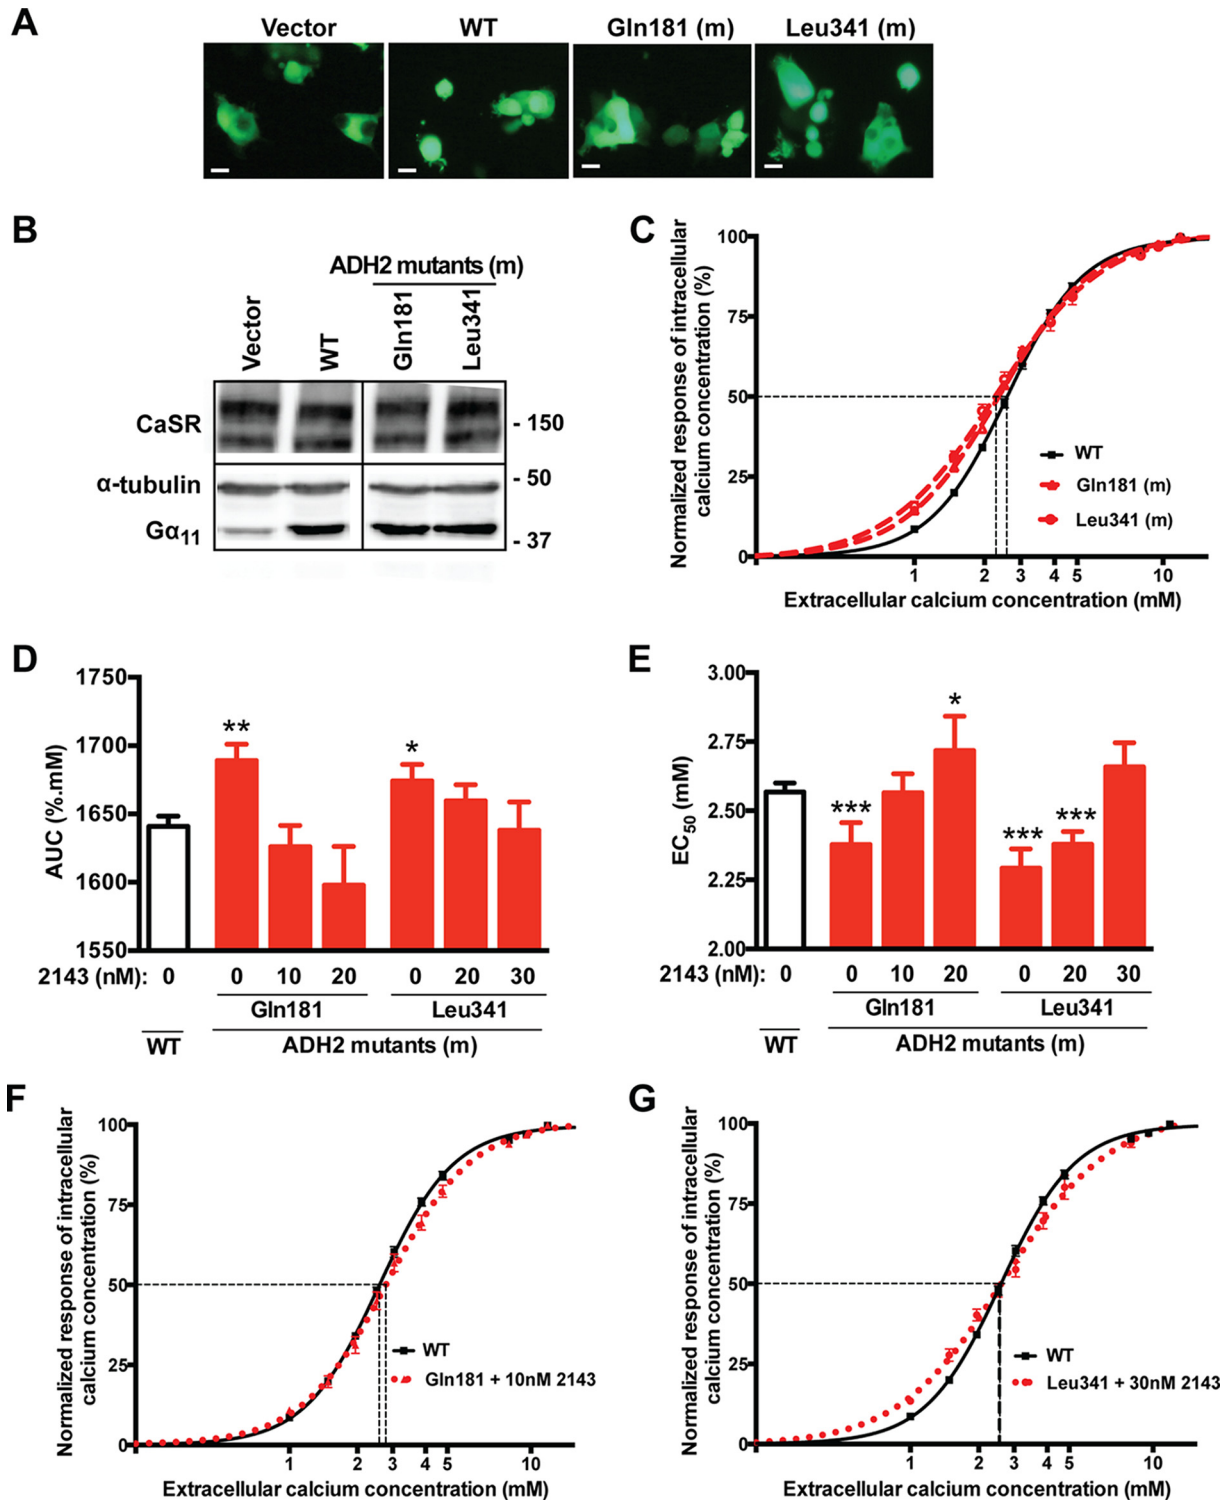 A
Vector WT Gln181 (m) Leu341 (m)
B
ADH2 mutants (m)
Vector WT Gln181 Leu341
CaSR
- 150
α-tubulin
- 50
Gα11
- 37
C
Normalized response of intracellular
calcium concentration (%)
100
75
50
25
0
WT
Gln181 (m)
Leu341 (m)
1 2 3 4 5 10
Extracellular calcium concentration (mM)
D
AUC (%.mM)
1750
1700
1650
1600
1550
** *
2143 (nM): 0 0 10 20 0 20 30
Gln181 Leu341
WT ADH2 mutants (m)
E
EC50 (mM)
3.00
2.75
2.50
2.25
2.00
*** * *** ***
2143 (nM): 0 0 10 20 0 20 30
Gln181 Leu341
WT ADH2 mutants (m)
F
Normalized response of intracellular
calcium concentration (%)
100
75
50
25
0
WT
Gln181 + 10nM 2143
1 2 3 4 5 10
Extracellular calcium concentration (mM)
G
Normalized response of intracellular
calcium concentration (%)
100
75
50
25
0
WT
Leu341 + 30nM 2143
1 2 3 4 5 10
Extracellular calcium concentration (mM)